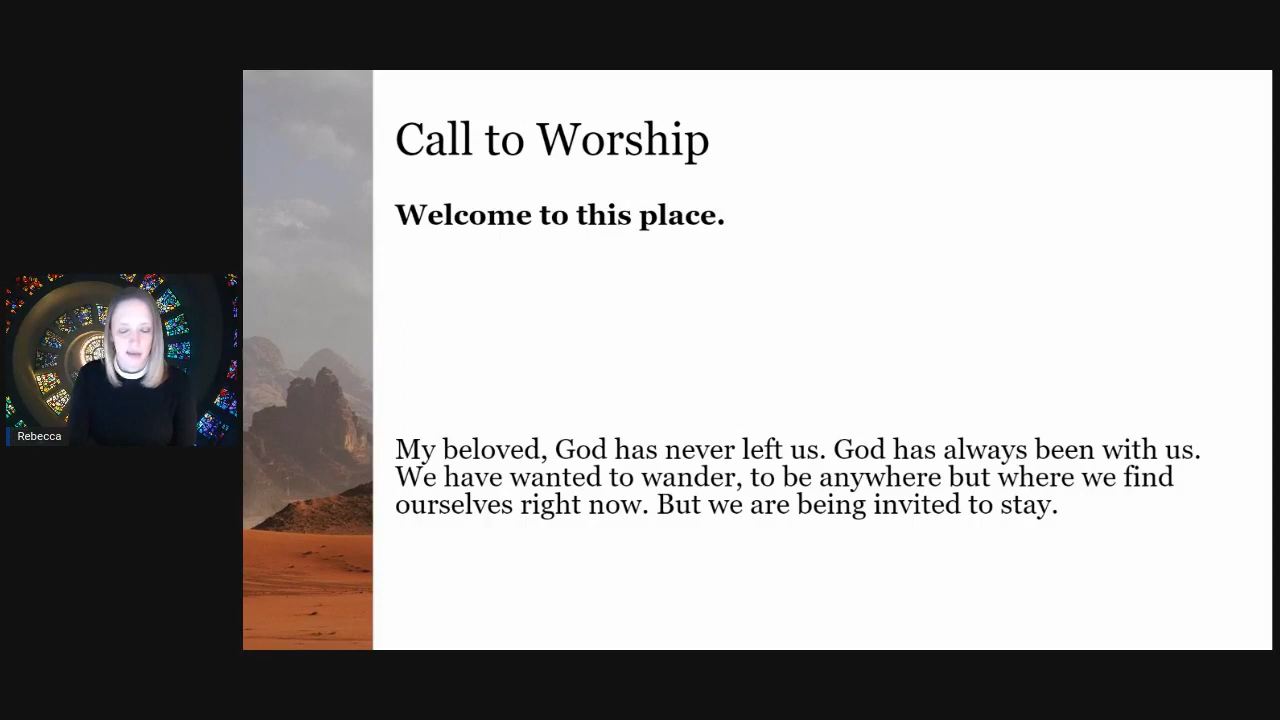 Call to Worship
Welcome to this place.
My beloved, God has never left us. God has always been with us.
We have wanted to wander, to be anywhere but where we find
ourselves right now. But we are being invited to stay.
Rebecca